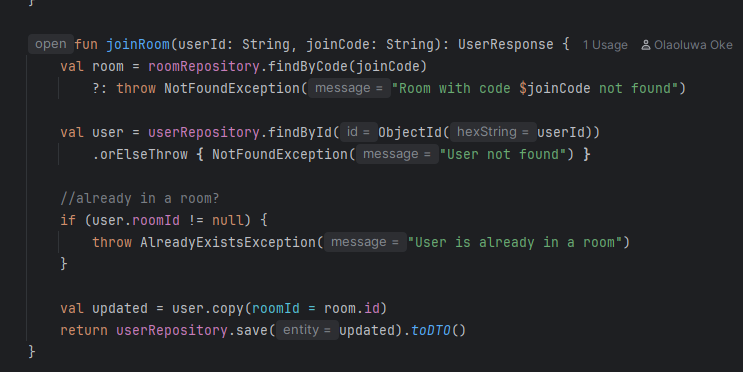 }
open fun joinRoom(userId: String, joinCode: String): UserResponse { 1 Usage Olaoluwa Oke
val room = roomRepository.findByCode(joinCode)
?: throw NotFoundException( message = "Room with code $joinCode not found")
val user = userRepository.findById( id = ObjectId( hexString = userId))
.orElseThrow { NotFoundException( message = "User not found") }
//already in a room?
if (user.roomId != null) {
throw AlreadyExistsException( message = "User is already in a room")
}
val updated = user.copy(roomId = room.id)
return userRepository.save( entity = updated).toDTO()
}